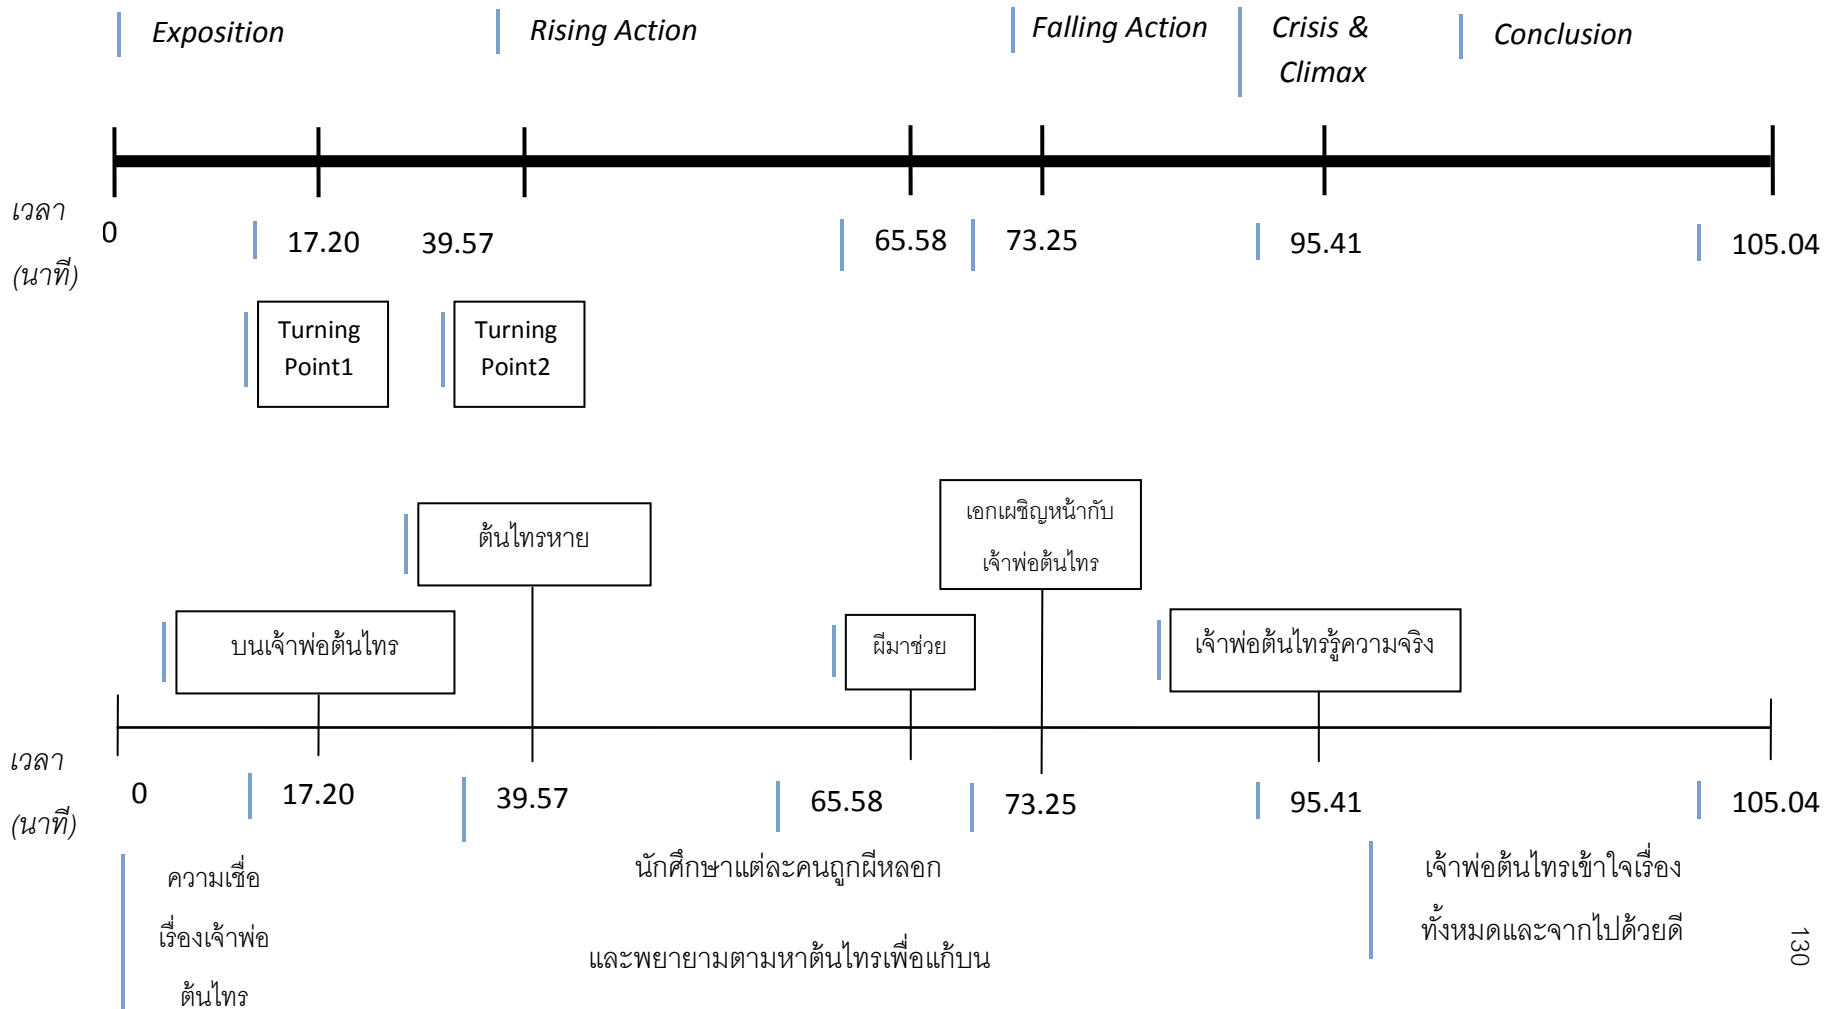 Exposition
Rising Action
Falling Action
Crisis &
Climax
Conclusion
เวลา
(นาที)
0
17.20
39.57
65.58
73.25
95.41
105.04
Turning
Point1
Turning
Point2
เอกเผชิญหน้ากับ
เจ้าพ่อต้นไทร
ต้นไทรหาย
บนเจ้าพ่อต้นไทร
ผีมาช่วย
เจ้าพ่อต้นไทรรู้ความจริง
เวลา
(นาที)
0
17.20
39.57
65.58
73.25
95.41
105.04
ความเชื่อ
เรื่องเจ้าพ่อ
ต้นไทร
นักศึกษาแต่ละคนถูกผีหลอก
และพยายามตามหาต้นไทรเพื่อแก้บน
เจ้าพ่อต้นไทรเข้าใจเรื่อง
ทั้งหมดและจากไปด้วยดี
130